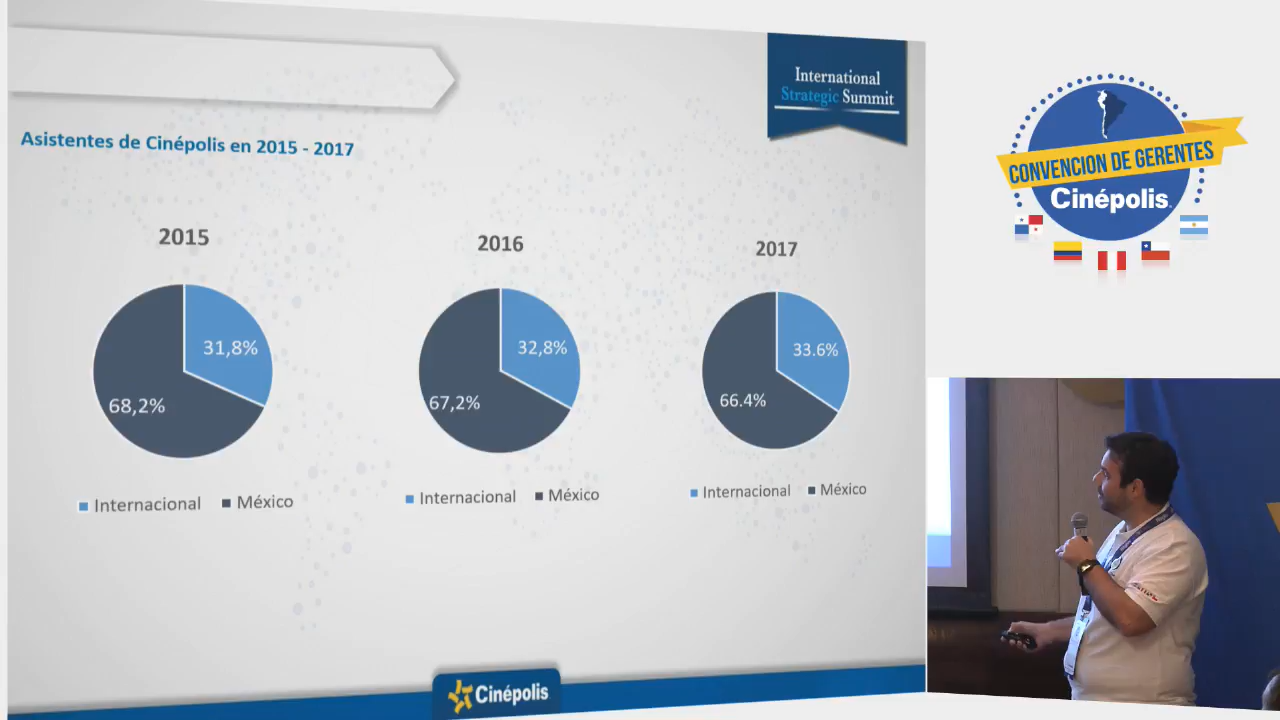 International
Strategic Summit
Asistentes de Cinépolis en 2015 - 2017
2015
31,8%
68,2%
Internacional México
2016
32,8%
67,2%
Internacional México
2017
33.6%
66.4%
Internacional México
Cinépolis
CONVENCION DE GERENTES
Cinépolis